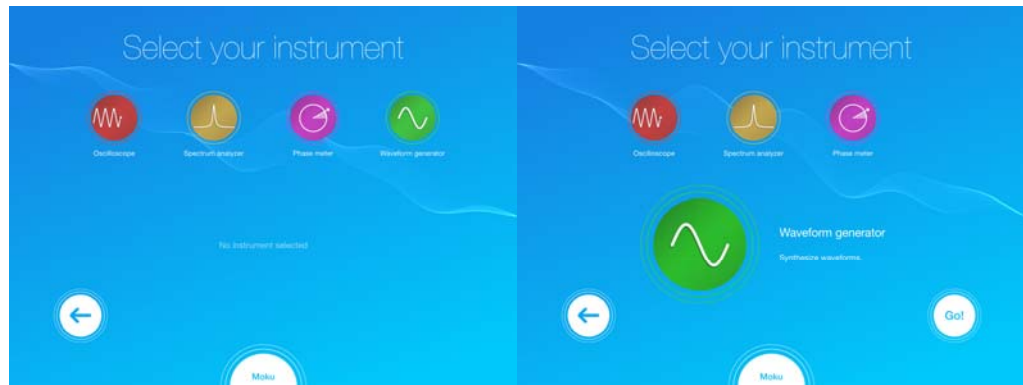 Select your instrument
Oscilloscope
Spectrum analyzer
Phase meter
Waveform generator
No instrument selected
Moku
Select your instrument
Oscilloscope
Spectrum analyzer
Phase meter
Waveform generator
Synthesize waveforms.
Go!
Moku